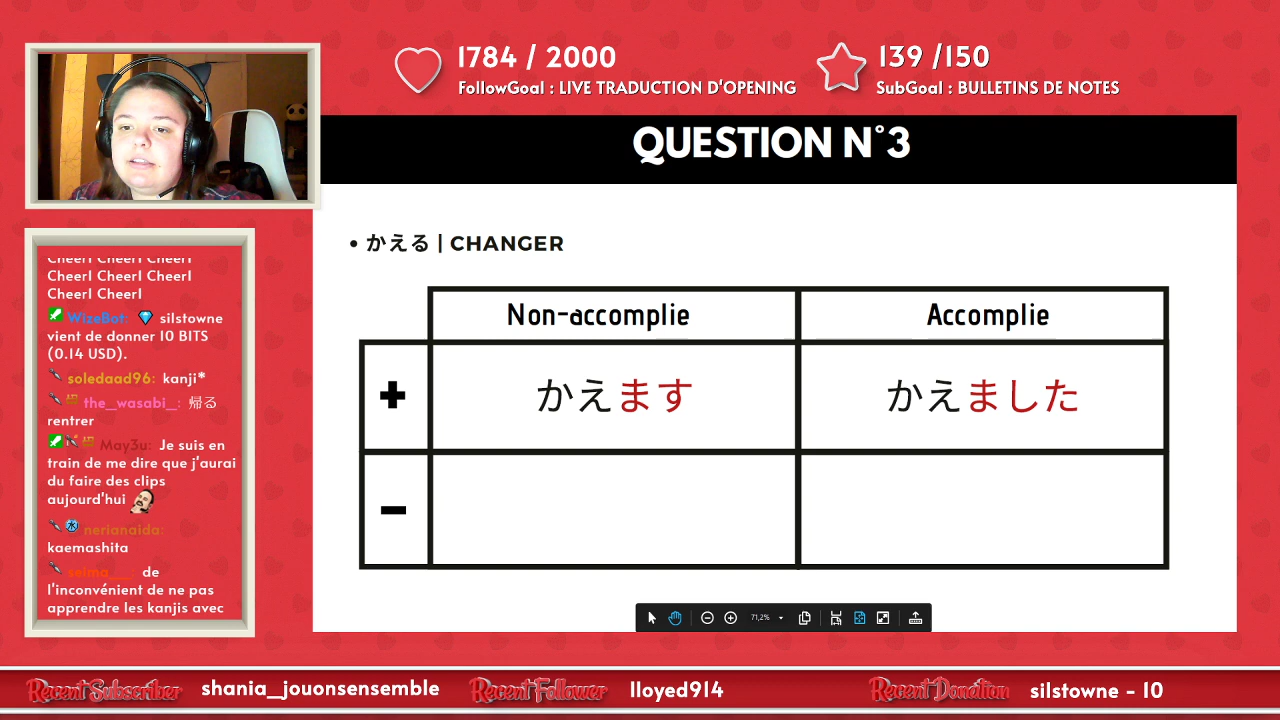 1784 / 2000
FollowGoal : LIVE TRADUCTION D'OPENING
139 /150
SubGoal : BULLETINS DE NOTES
QUESTION N°3
• かえる | CHANGER
Non-accomplie
Accomplie
+
かえます
かえました
-
Cheer1 Cheer1 Cheer1
Cheer1 Cheer1 Cheer1
Cheer1 Cheer1
WizeBot: silstowne
vient de donner 10 BITS
(0.14 USD).
soledaad96: kanji*
the_wasabi_: 帰る
rentrer
May3u: Je suis en
train de me dire que j'aurai
du faire des clips
aujourd'hui
nerianaida:
kaemashita
de
l'inconvénient de ne pas
apprendre les kanjis avec
71,2%
Recent Subscriber
shania_jouonsensemble
Recent Follower
lloyed914
Recent Donation
silstowne - 10